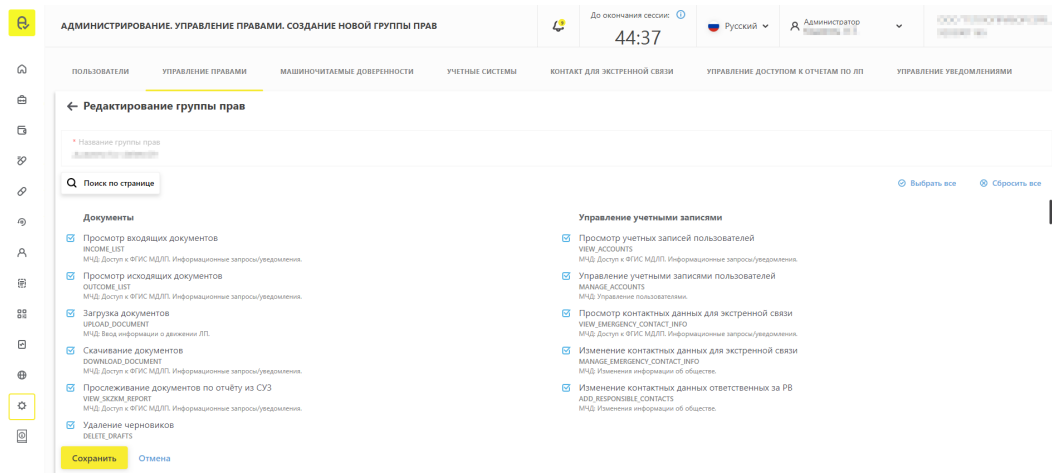 АДМИНИСТРИРОВАНИЕ. УПРАВЛЕНИЕ ПРАВАМИ. СОЗДАНИЕ НОВОЙ ГРУППЫ ПРАВ
До окончания сессии:
44:37
Русский
Администратор
ПОЛЬЗОВАТЕЛИ УПРАВЛЕНИЕ ПРАВАМИ МАШИНОЧИТАЕМЫЕ ДОВЕРЕННОСТИ УЧЕТНЫЕ СИСТЕМЫ КОНТАКТ ДЛЯ ЭКСТРЕННОЙ СВЯЗИ УПРАВЛЕНИЕ ДОСТУПОМ К ОТЧЕТАМ ПО ЛП УПРАВЛЕНИЕ УВЕДОМЛЕНИЯМИ
Редактирование группы прав
* Название группы прав
Поиск по странице
Выбрать все
Сбросить все
Документы
Просмотр входящих документов
INCOME_LIST
МЧД: Доступ к ФГИС МДЛП. Информационные запросы/уведомления.
Просмотр исходящих документов
OUTCOME_LIST
МЧД: Доступ к ФГИС МДЛП. Информационные запросы/уведомления.
Загрузка документов
UPLOAD_DOCUMENT
МЧД: Ввод информации о движении ЛП.
Скачивание документов
DOWNLOAD_DOCUMENT
МЧД: Доступ к ФГИС МДЛП. Информационные запросы/уведомления.
Прослеживание документов по отчёту из СУЗ
VIEW_SKZKM_REPORT
МЧД: Доступ к ФГИС МДЛП. Информационные запросы/уведомления.
Удаление черновиков
DELETE_DRAFTS
Управление учетными записями
Просмотр учетных записей пользователей
VIEW_ACCOUNTS
МЧД: Доступ к ФГИС МДЛП. Информационные запросы/уведомления.
Управление учетными записями пользователей
MANAGE_ACCOUNTS
МЧД: Управление пользователями.
Просмотр контактных данных для экстренной связи
VIEW_EMERGENCY_CONTACT_INFO
МЧД: Доступ к ФГИС МДЛП. Информационные запросы/уведомления.
Изменение контактных данных для экстренной связи
MANAGE_EMERGENCY_CONTACT_INFO
МЧД: Изменения информации об обществе.
Изменение контактных данных ответственных за РВ
ADD_RESPONSIBLE_CONTACTS
МЧД: Изменения информации об обществе.
Сохранить
Отмена